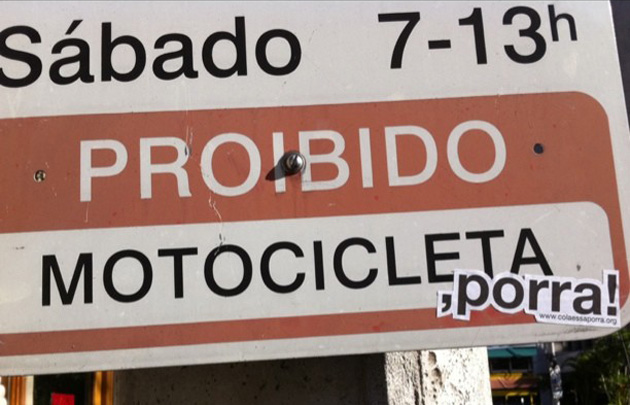 Sábado 7-13h
PROIBIDO
MOTOCICLETA
,porra!
www.colaessaporra.org